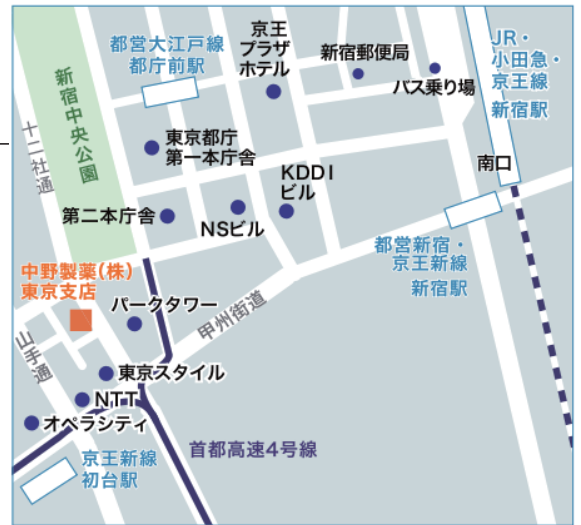 京王
プラザ
ホテル
都営大江戸線
都庁前駅
新宿郵便局
JR・
小田急・
京王線
新宿駅
バス乗り場
新宿中央公園
十二社通
東京都庁
第一本庁舎
KDDI
ビル
南口
第二本庁舎
NSビル
都営新宿・
京王新線
新宿駅
中野製薬(株)
東京支店
パークタワー
甲州街道
山手通
東京スタイル
NTT
オペラシティ
首都高速4号線
京王新線
初台駅